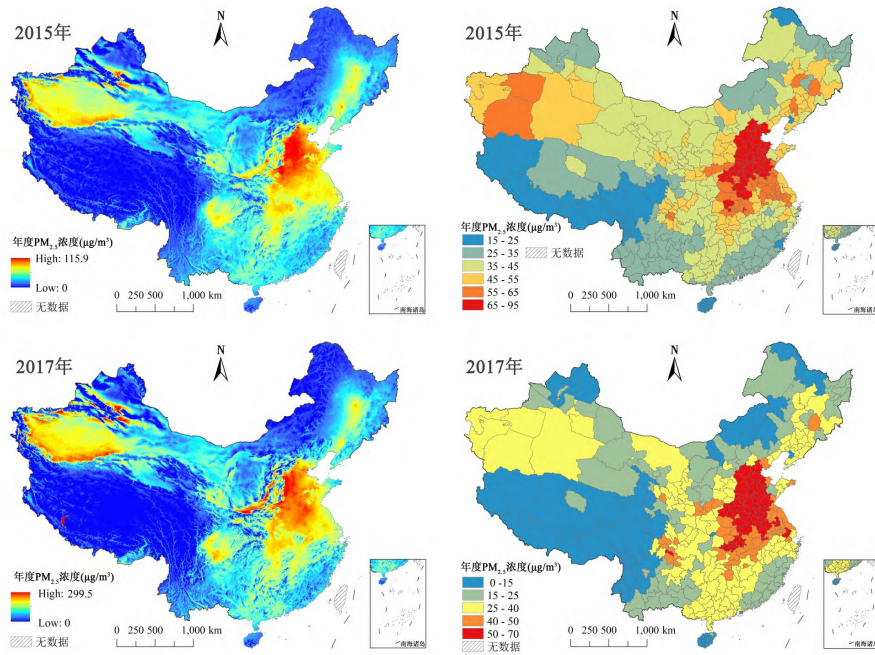 2015年
N
年度PM2.5浓度(μg/m³)
High: 115.9
Low: 0
无数据
0 250 500 1,000 km
南海诸岛
2015年
N
年度PM2.5浓度(μg/m³)
15 - 25
25 - 35
35 - 45
45 - 55
55 - 65
65 - 95
无数据
0 250 500 1,000 km
南海诸岛
2017年
N
年度PM2.5浓度(μg/m³)
High: 299.5
Low: 0
无数据
0 250 500 1,000 km
南海诸岛
2017年
N
年度PM2.5浓度(μg/m³)
0 - 15
15 - 25
25 - 40
40 - 50
50 - 70
无数据
0 250 500 1,000 km
南海诸岛